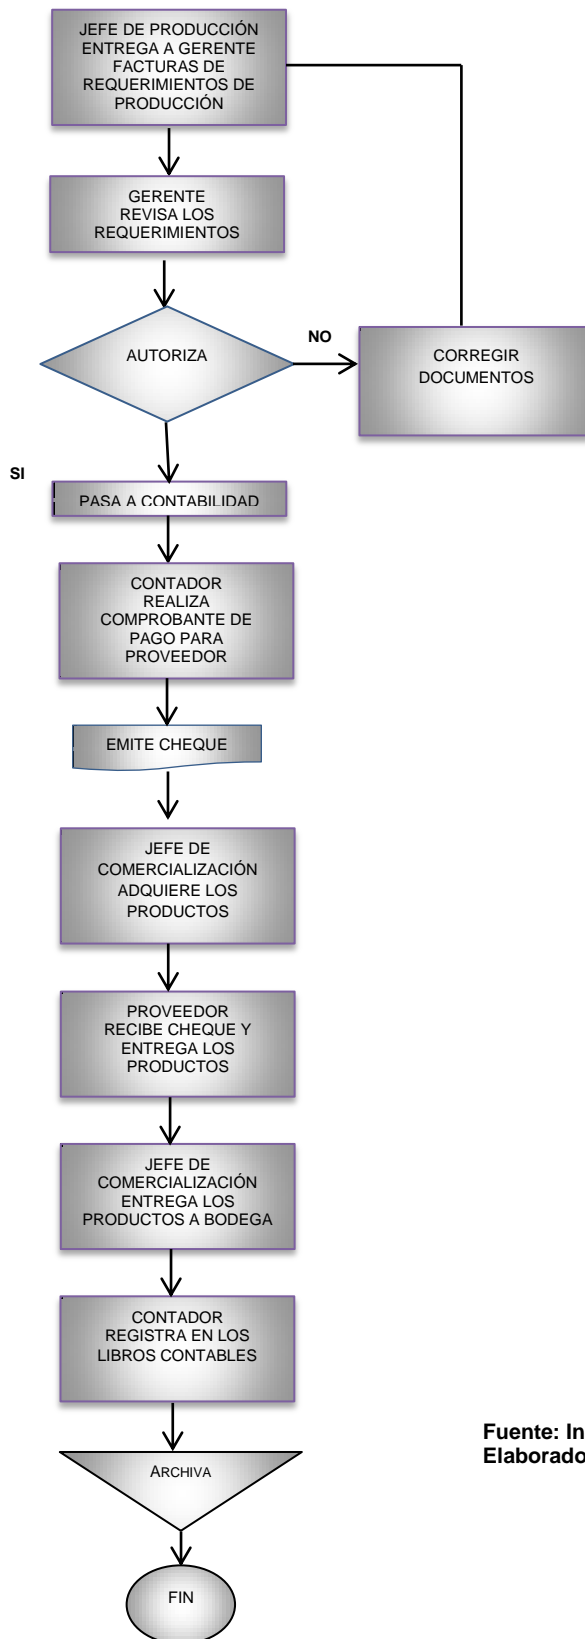 JEFE DE PRODUCCIÓN
ENTREGA A GERENTE
FACTURAS DE
REQUERIMIENTOS DE
PRODUCCIÓN
GERENTE
REVISA LOS
REQUERIMIENTOS
AUTORIZA
NO
CORREGIR
DOCUMENTOS
SI
PASA A CONTABILIDAD
CONTADOR
REALIZA
COMPROBANTE DE
PAGO PARA
PROVEEDOR
EMITE CHEQUE
JEFE DE
COMERCIALIZACIÓN
ADQUIERE LOS
PRODUCTOS
PROVEEDOR
RECIBE CHEQUE Y
ENTREGA LOS
PRODUCTOS
JEFE DE
COMERCIALIZACIÓN
ENTREGA LOS
PRODUCTOS A BODEGA
CONTADOR
REGISTRA EN LOS
LIBROS CONTABLES
ARCHIVA
Fuente: In
Elaborado
FIN